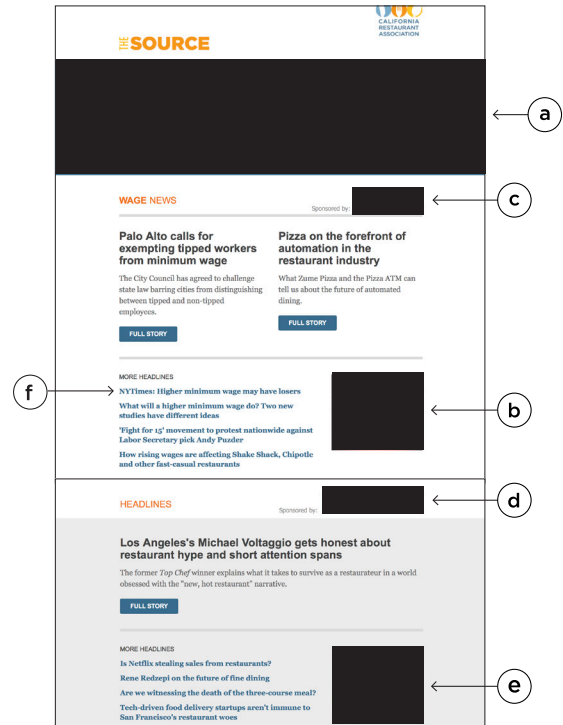 CALIFORNIA
RESTAURANT
ASSOCIATION
THE SOURCE
a
WAGE NEWS
Sponsored by:
c
Palo Alto calls for
exempting tipped workers
from minimum wage
The City Council has agreed to challenge
state law barring cities from distinguishing
between tipped and non-tipped
employees.
FULL STORY
Pizza on the forefront of
automation in the
restaurant industry
What Zume Pizza and the Pizza ATM can
tell us about the future of automated
dining.
FULL STORY
MORE HEADLINES
f
NYTimes: Higher minimum wage may have losers
What will a higher minimum wage do? Two new
studies have different ideas
'Fight for 15' movement to protest nationwide against
Labor Secretary pick Andy Puzder
How rising wages are affecting Shake Shack, Chipotle
and other fast-casual restaurants
b
HEADLINES
Sponsored by:
d
Los Angeles's Michael Voltaggio gets honest about
restaurant hype and short attention spans
The former Top Chef winner explains what it takes to survive as a restaurateur in a world
obsessed with the "new, hot restaurant" narrative.
FULL STORY
MORE HEADLINES
Is Netflix stealing sales from restaurants?
Rene Redzepi on the future of fine dining
Are we witnessing the death of the three-course meal?
Tech-driven food delivery startups aren't immune to
San Francisco's restaurant woes
e